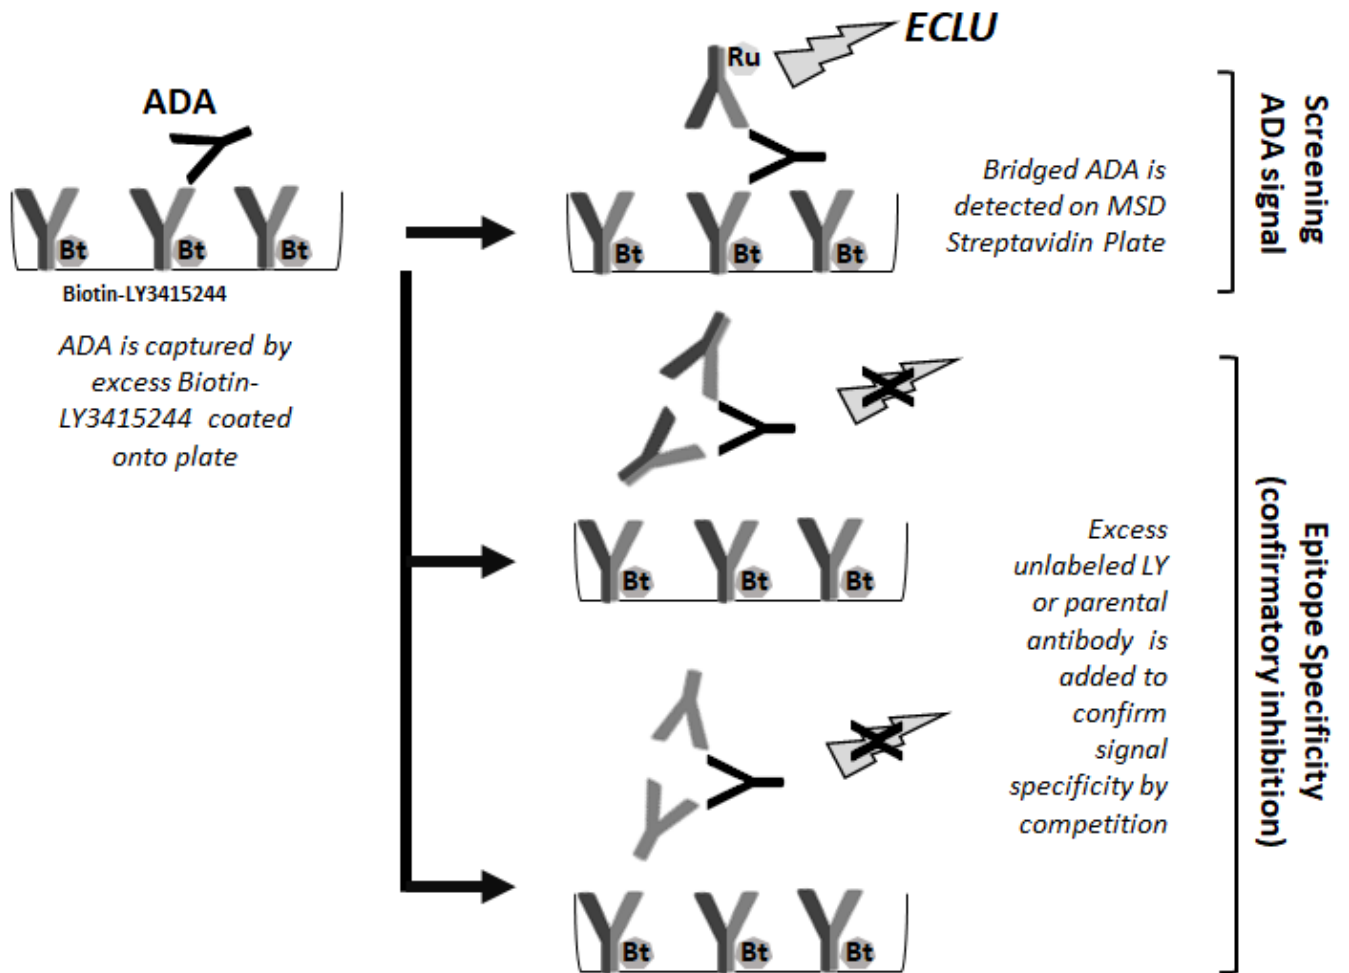 ADA
Bt
Bt
Bt
Biotin-LY3415244
ADA is captured by
excess Biotin-
LY3415244 coated
onto plate
ECLU
Ru
Bt
Bt
Bt
Bridged ADA is
detected on MSD
Streptavidin Plate
Screening
ADA signal
Bt
Bt
Bt
Excess
unlabeled LY
or parental
antibody is
added to
confirm
signal
specificity by
competition
Epitope Specificity
(confirmatory inhibition)
Bt
Bt
Bt